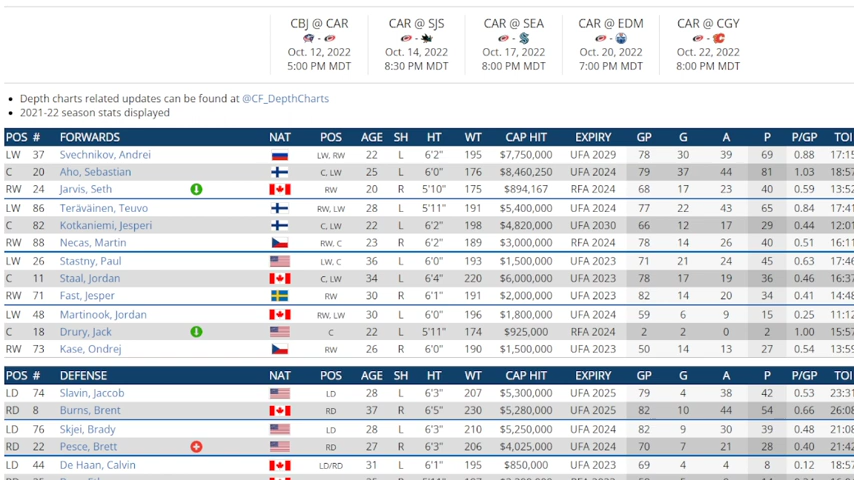 CBJ @ CAR CAR @ SJS CAR @ SEA CAR @ EDM CAR @ CGY
- - - - -
Oct. 12, 2022 Oct. 14, 2022 Oct. 17, 2022 Oct. 20, 2022 Oct. 22, 2022
5:00 PM MDT 8:30 PM MDT 8:00 PM MDT 7:00 PM MDT 8:00 PM MDT
• Depth charts related updates can be found at @CF_DepthCharts
• 2021-22 season stats displayed
POS # FORWARDS NAT POS AGE SH HT WT CAP HIT EXPIRY GP G A P P/GP TOI
LW 37 Svechnikov, Andrei LW, RW 22 L 6'2" 195 $7,750,000 UFA 2029 78 30 39 69 0.88 17:15
C 20 Aho, Sebastian C, LW 25 L 6'0" 176 $8,460,250 UFA 2024 79 37 44 81 1.03 18:57
RW 24 Jarvis, Seth RW 20 R 5'10" 175 $894,167 RFA 2024 68 17 23 40 0.59 13:52
LW 86 Teräväinen, Teuvo RW, LW 28 L 5'11" 191 $5,400,000 UFA 2024 77 22 43 65 0.84 17:41
C 82 Kotkaniemi, Jesperi C, LW 22 L 6'2" 198 $4,820,000 UFA 2030 66 12 17 29 0.44 12:01
RW 88 Necas, Martin RW, C 23 R 6'2" 189 $3,000,000 RFA 2024 78 14 26 40 0.51 16:11
LW 26 Stastny, Paul LW, C 36 L 6'0" 193 $1,500,000 UFA 2023 71 21 24 45 0.63 17:46
C 11 Staal, Jordan C, LW 34 L 6'4" 220 $6,000,000 UFA 2023 78 17 19 36 0.46 16:37
RW 71 Fast, Jesper RW 30 R 6'1" 191 $2,000,000 UFA 2023 82 14 20 34 0.41 14:48
LW 48 Martinook, Jordan RW, LW 30 L 6'0" 196 $1,800,000 UFA 2024 59 6 9 15 0.25 11:12
C 18 Drury, Jack C 22 L 5'11" 174 $925,000 RFA 2024 2 2 0 2 1.00 15:57
RW 73 Kase, Ondrej RW 26 R 6'0" 190 $1,500,000 UFA 2023 50 14 13 27 0.54 13:59
POS # DEFENSE NAT POS AGE SH HT WT CAP HIT EXPIRY GP G A P P/GP TOI
LD 74 Slavin, Jaccob LD 28 L 6'3" 207 $5,300,000 UFA 2025 79 4 38 42 0.53 23:31
RD 8 Burns, Brent RD 37 R 6'5" 230 $5,280,000 UFA 2025 82 10 44 54 0.66 26:08
LD 76 Skjei, Brady LD 28 L 6'3" 210 $5,250,000 UFA 2024 82 9 30 39 0.48 21:08
RD 22 Pesce, Brett RD 27 R 6'3" 206 $4,025,000 UFA 2024 70 7 21 28 0.40 21:42
LD 44 De Haan, Calvin LD/RD 31 L 6'1" 195 $850,000 UFA 2023 69 4 4 8 0.12 18:57